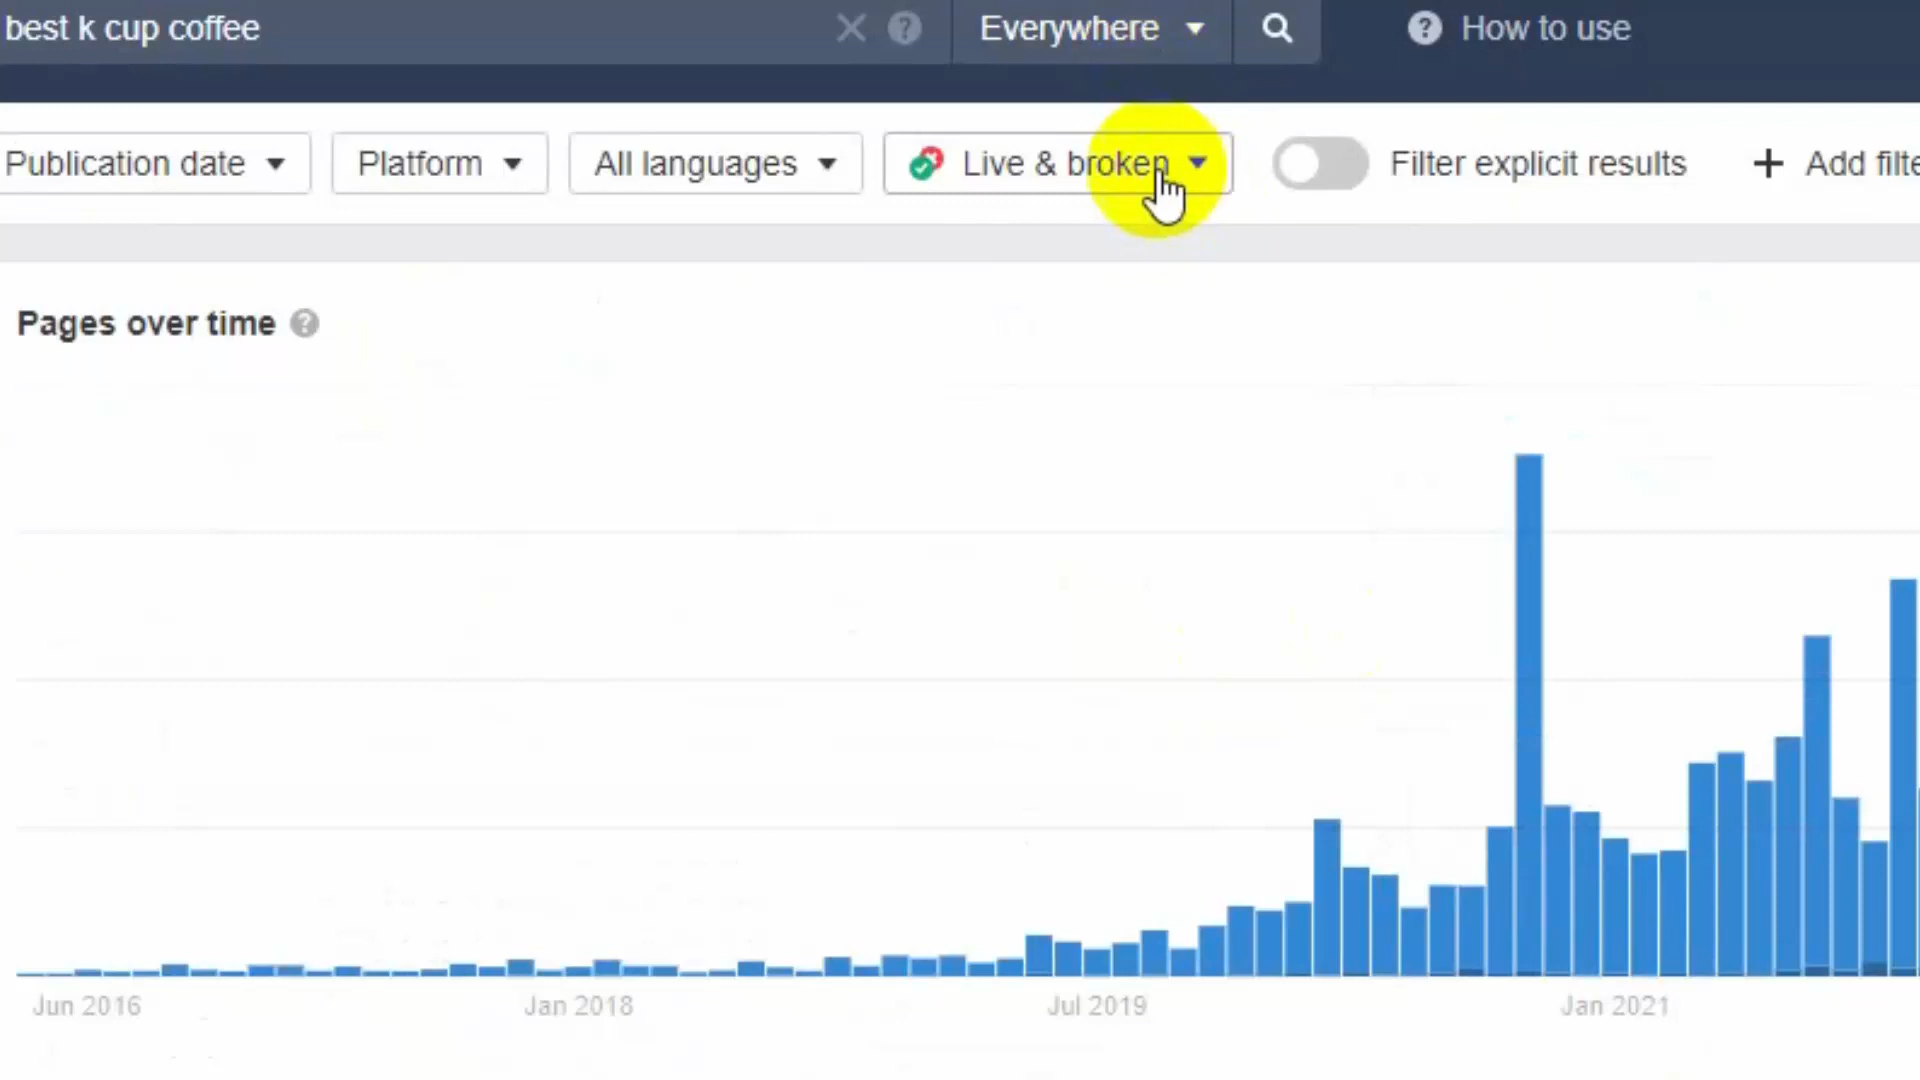 best k cup coffee
Everywhere
How to use
Publication date
Platform
All languages
Live & broken
Filter explicit results
+ Add filte
Pages over time
Jun 2016
Jan 2018
Jul 2019
Jan 2021